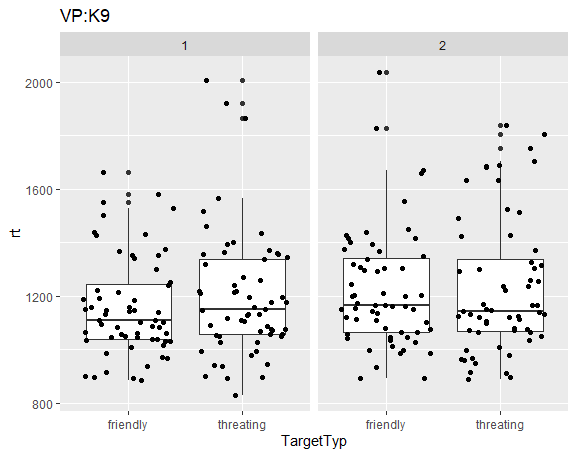 VP:K9
1
2
rt
2000
1600
1200
800
friendly
threating
friendly
threating
TargetTyp